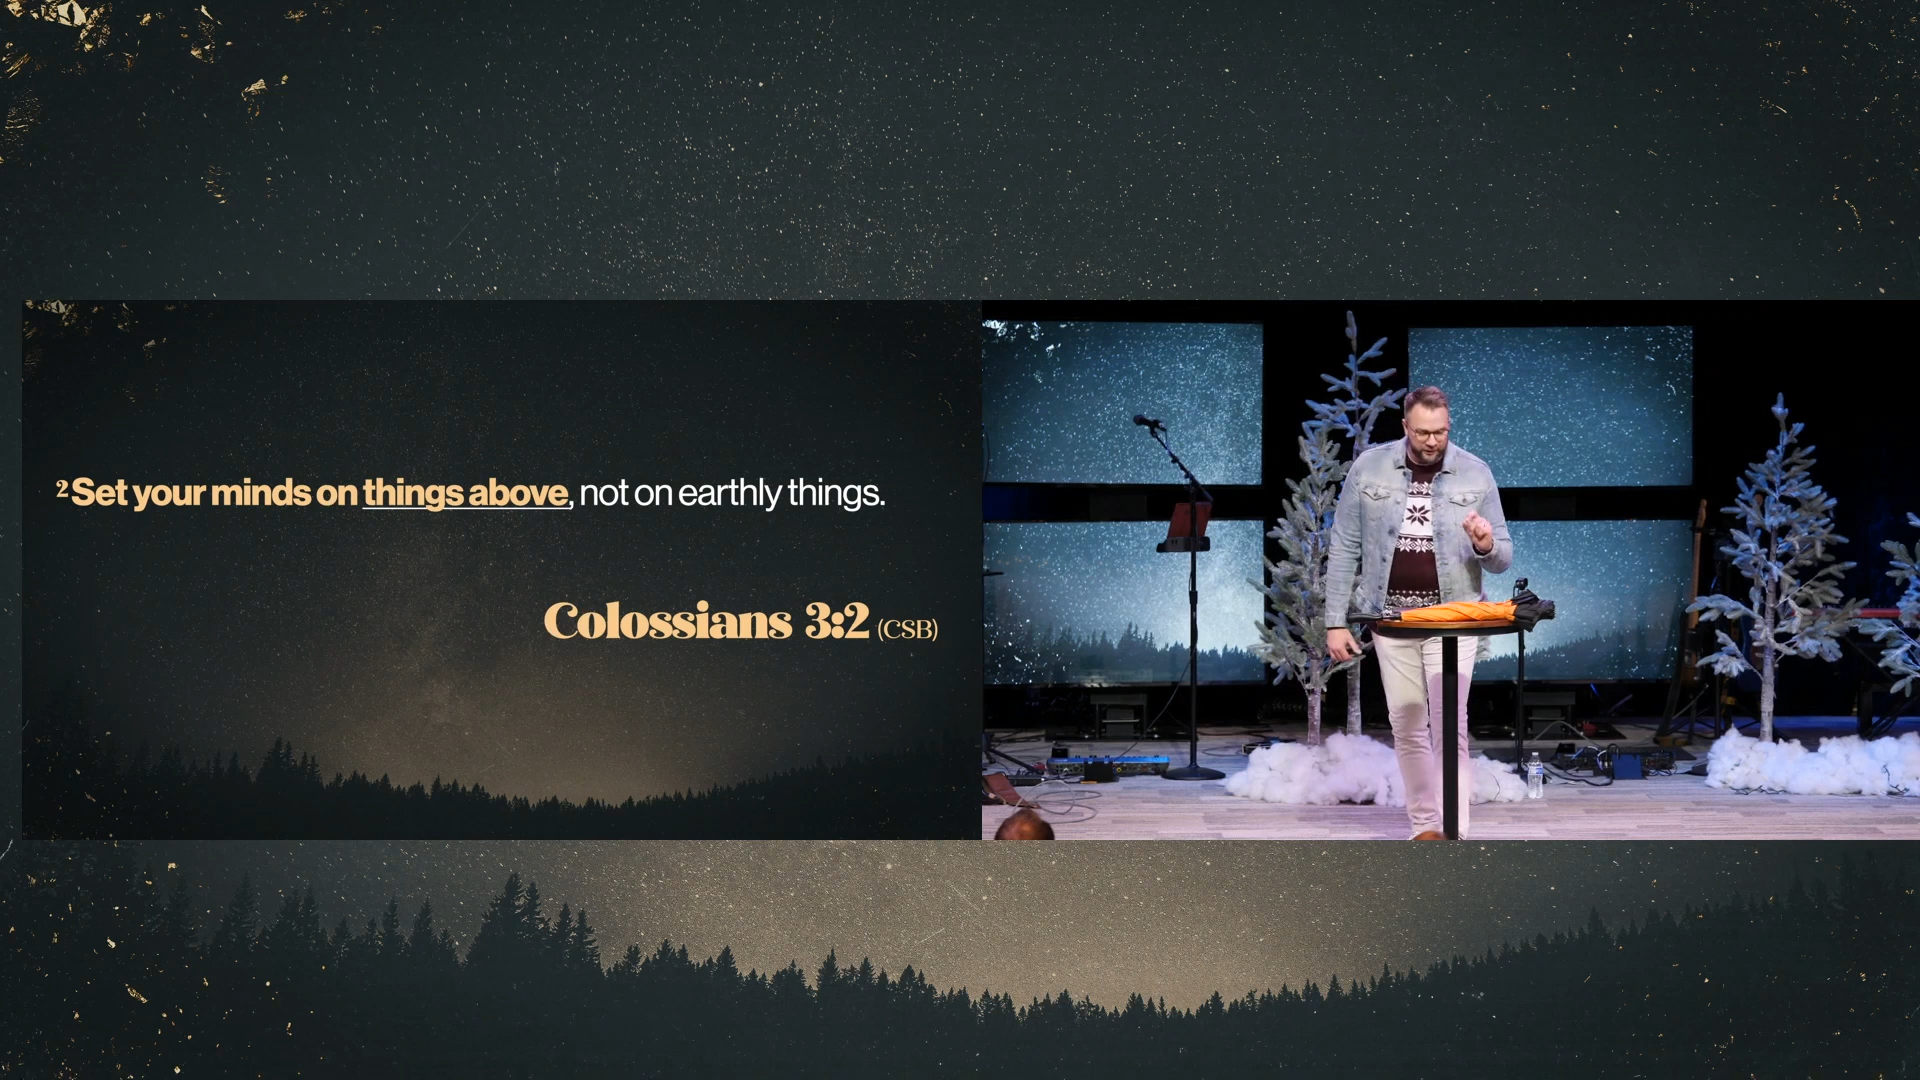 ²Set your minds on things above, not on earthly things.
Colossians 3:2 (CSB)